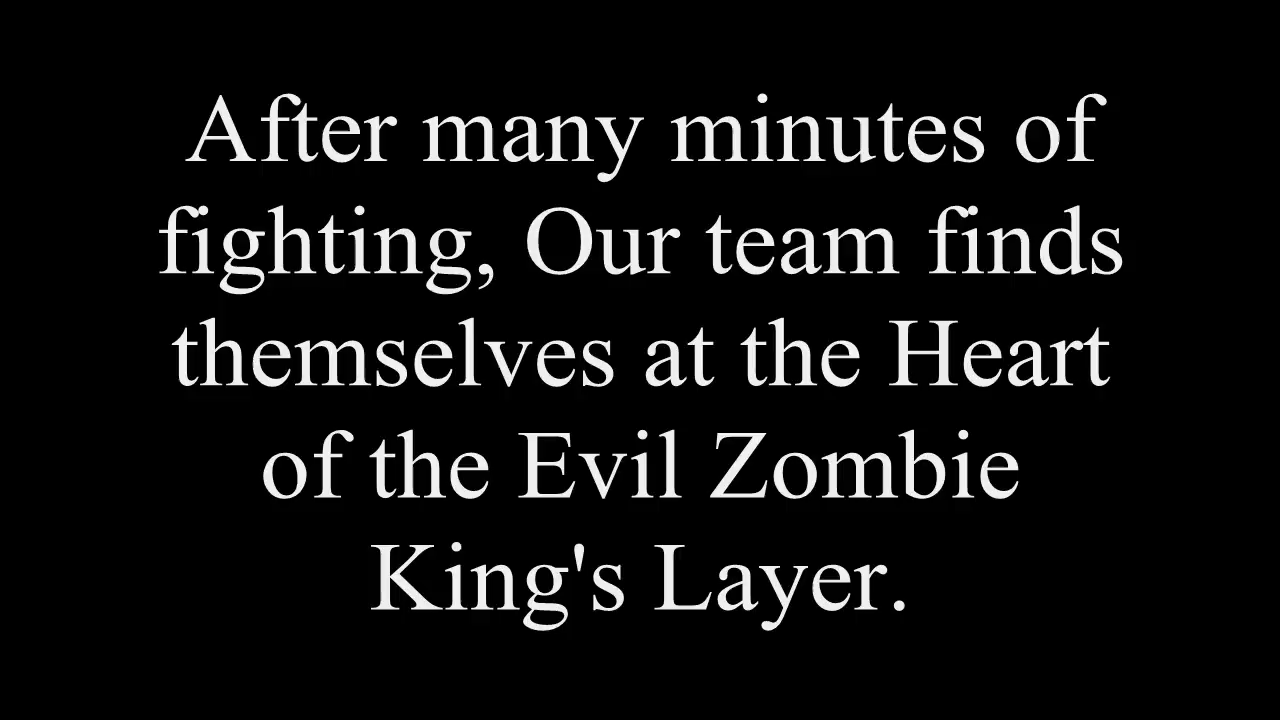 After many minutes of
fighting, Our team finds
themselves at the Heart
of the Evil Zombie
King's Layer.